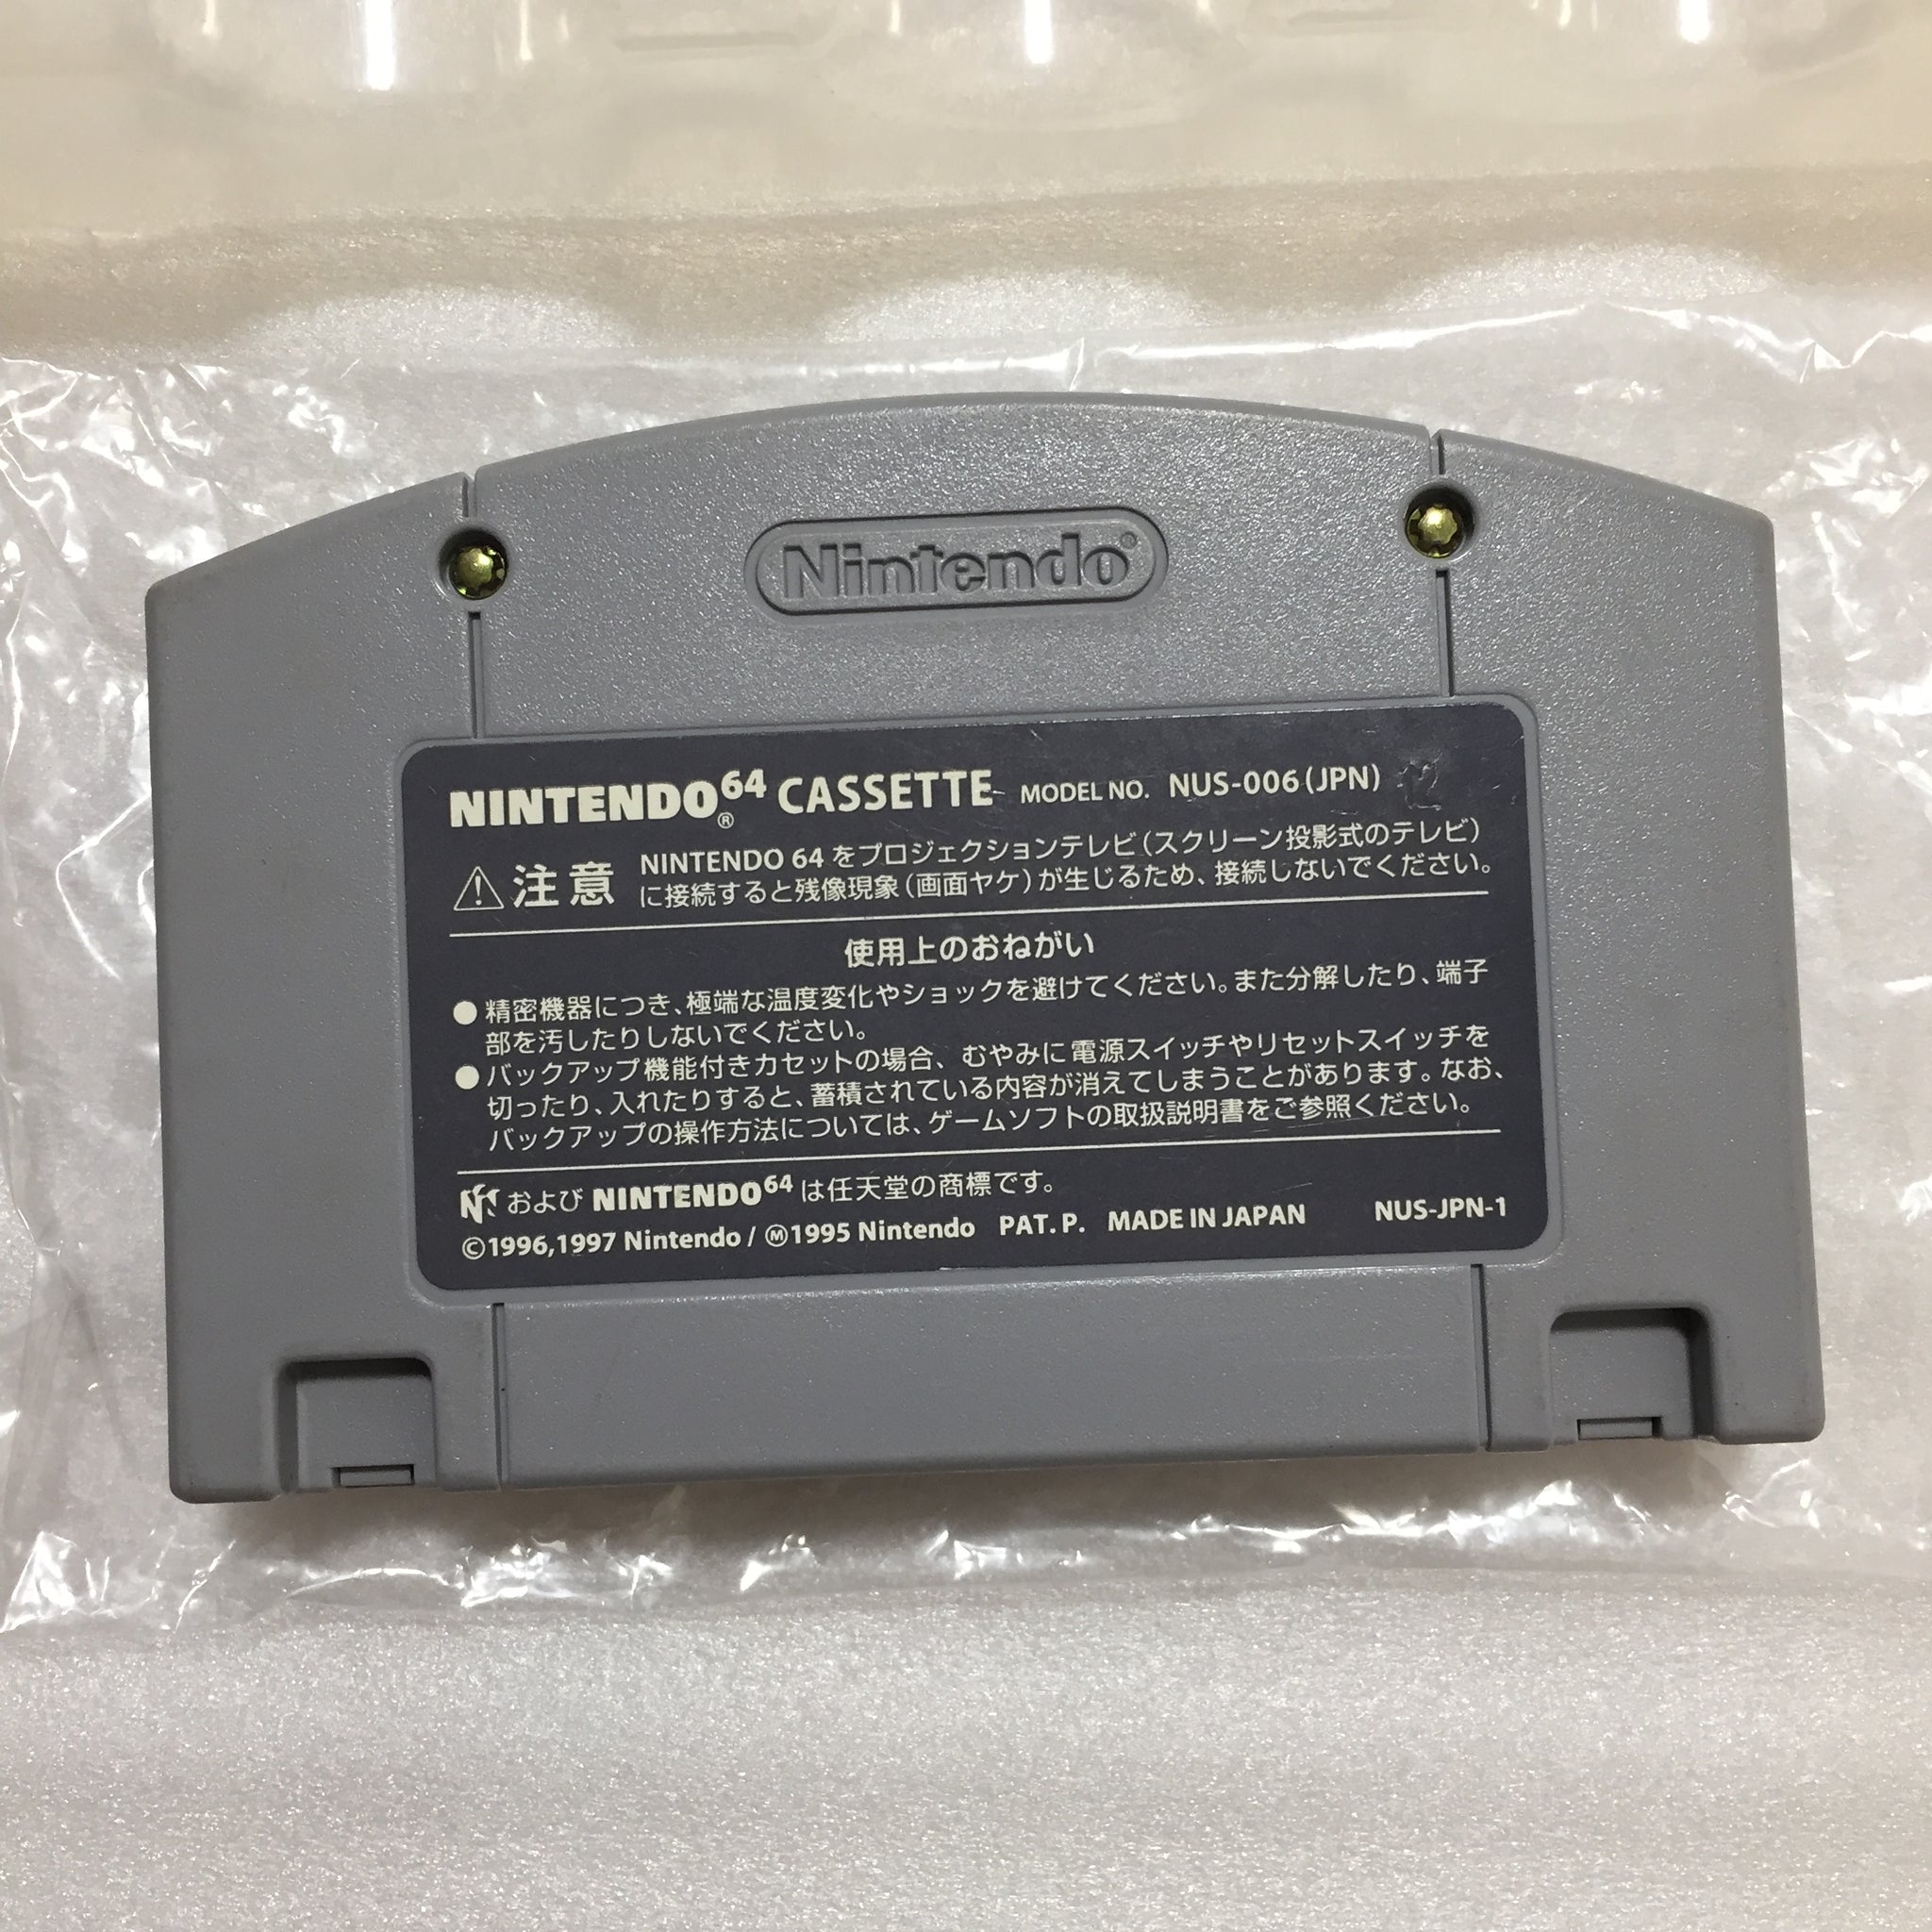 Nintendo®
NINTENDO64® CASSETTE MODEL NO. NUS-006(JPN) 12
⚠注意 NINTENDO 64 をプロジェクションテレビ(スクリーン投影式のテレビ)
に接続すると残像現象(画面ヤケ)が生じるため、接続しないでください。
使用上のおねがい
●精密機器につき、極端な温度変化やショックを避けてください。また分解したり、端子
部を汚したりしないでください。
●バックアップ機能付きカセットの場合、むやみに電源スイッチやリセットスイッチを
切ったり、入れたりすると、蓄積されている内容が消えてしまうことがあります。なお、
バックアップの操作方法については、ゲームソフトの取扱説明書をご参照ください。
および NINTENDO64 は任天堂の商標です。
©1996,1997 Nintendo / Ⓜ1995 Nintendo PAT. P. MADE IN JAPAN NUS-JPN-1